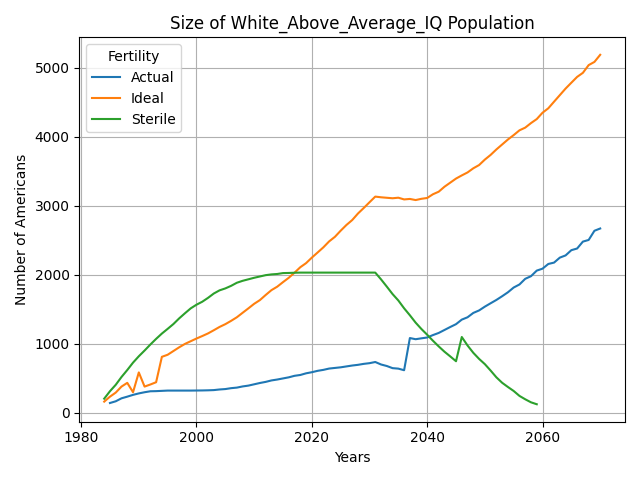 Size of White_Above_Average_IQ Population
Fertility
Actual
Ideal
Sterile
Number of Americans
5000
4000
3000
2000
1000
0
1980
2000
2020
2040
2060
Years